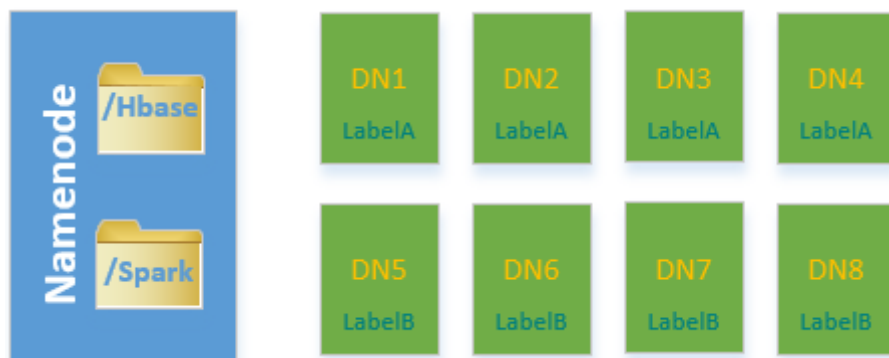 Namenode
/Hbase
/Spark
DN1
LabelA
DN2
LabelA
DN3
LabelA
DN4
LabelA
DN5
LabelB
DN6
LabelB
DN7
LabelB
DN8
LabelB